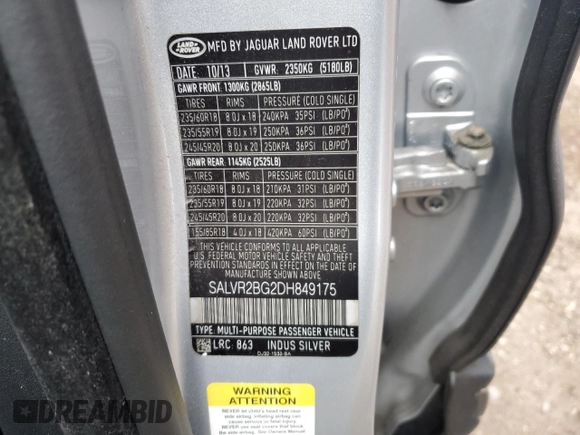 LAND ROVER
MFD BY JAGUAR LAND ROVER LTD
DATE: 10/13 GVWR: 2350KG (5180LB)
GAWR FRONT: 1300KG (2865LB)
TIRES RIMS PRESSURE (COLD SINGLE)
235/60R18 8.0J x 18 240KPA 35PSI (LB/PO²)
235/55R19 8.0J x 19 250KPA 36PSI (LB/PO²)
245/45R20 8.0J x 20 250KPA 36PSI (LB/PO²)
GAWR REAR: 1145KG (2525LB)
TIRES RIMS PRESSURE (COLD SINGLE)
235/60R18 8.0J x 18 210KPA 31PSI (LB/PO²)
235/55R19 8.0J x 19 220KPA 32PSI (LB/PO²)
245/45R20 8.0J x 20 220KPA 32PSI (LB/PO²)
155/85R18 4.0J x 18 420KPA 60PSI (LB/PO²)
THIS VEHICLE CONFORMS TO ALL APPLICABLE
U.S. FEDERAL MOTOR VEHICLE SAFETY AND THEFT
PREVENTION STANDARDS IN EFFECT ON THE DATE
OF MANUFACTURE SHOWN ABOVE.
SALVR2BG2DH849175
TYPE: MULTI-PURPOSE PASSENGER VEHICLE
LRC: 863 INDUS SILVER
WARNING
ATTENTION
DREAMBID